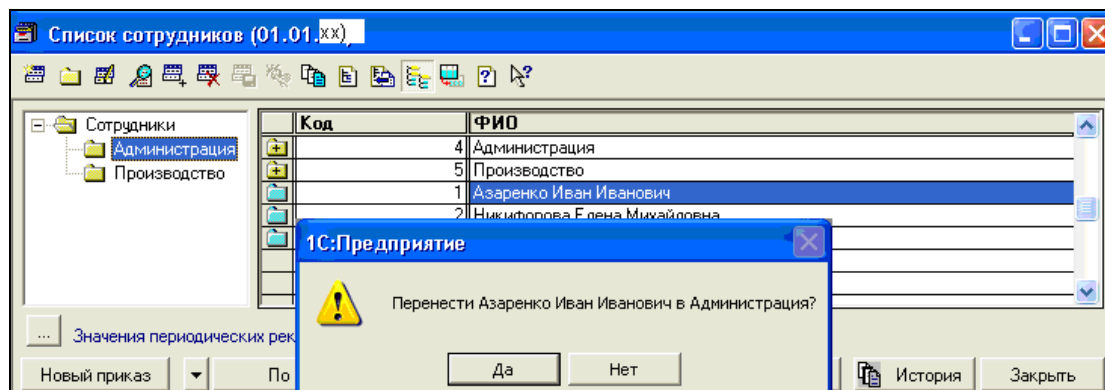 Список сотрудников (01.01.xx)
Сотрудники
Администрация
Производство
Код ФИО
4 Администрация
5 Производство
1 Азаренко Иван Иванович
2 Никифорова Елена Михайловна
1С:Предприятие
Перенести Азаренко Иван Иванович в Администрация?
Да Нет
... Значения периодических рек
Новый приказ По История Закрыть